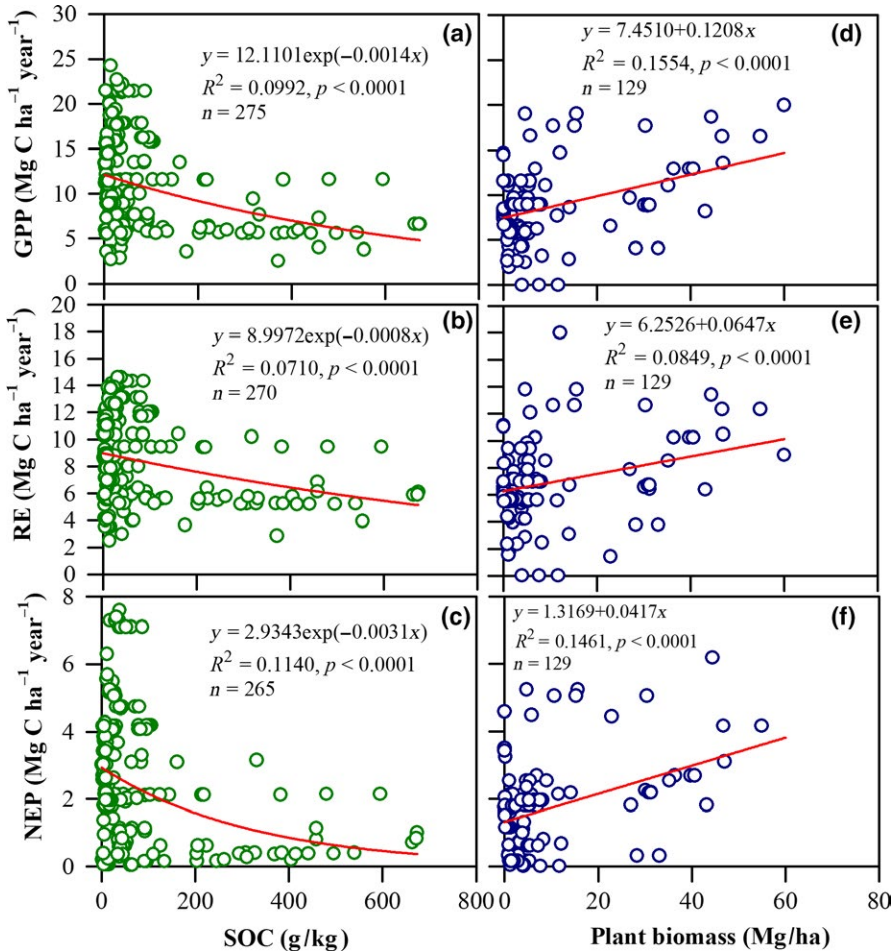 30
25
20
15
10
5
0
GPP (Mg C ha⁻¹ year⁻¹)
(a)
y = 12.1101exp(−0.0014x)
R² = 0.0992, p < 0.0001
n = 275
(d)
y = 7.4510+0.1208x
R² = 0.1554, p < 0.0001
n = 129
20
18
16
14
12
10
8
6
4
2
0
RE (Mg C ha⁻¹ year⁻¹)
(b)
y = 8.9972exp(−0.0008x)
R² = 0.0710, p < 0.0001
n = 270
(e)
y = 6.2526+0.0647x
R² = 0.0849, p < 0.0001
n = 129
8
6
4
2
0
NEP (Mg C ha⁻¹ year⁻¹)
(c)
y = 2.9343exp(−0.0031x)
R² = 0.1140, p < 0.0001
n = 265
(f)
y = 1.3169+0.0417x
R² = 0.1461, p < 0.0001
n = 129
0 200 400 600 800
SOC (g/kg)
0 20 40 60 80
Plant biomass (Mg/ha)